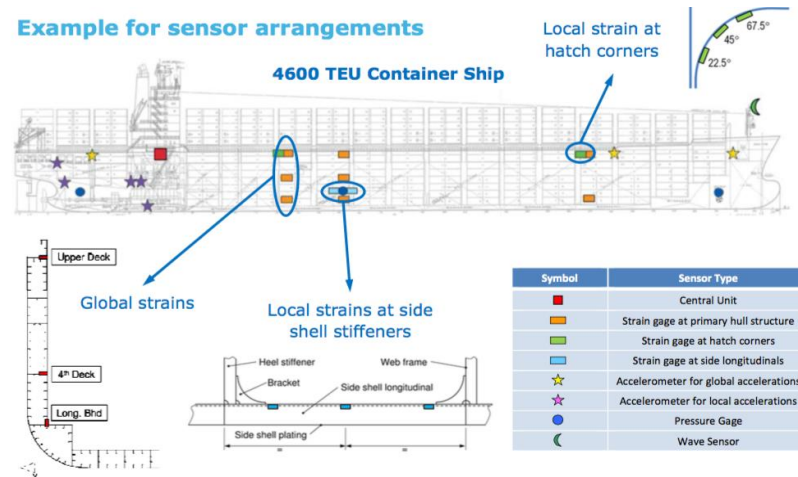 Example for sensor arrangements
4600 TEU Container Ship
Local strain at
hatch corners
22.5°
45°
67.5°
Upper Deck
4th Deck
Long. Bhd
Global strains
Local strains at side
shell stiffeners
Heel stiffener
Web frame
Bracket
Side shell longitudinal
Side shell plating
Symbol Sensor Type
Central Unit
Strain gage at primary hull structure
Strain gage at hatch corners
Strain gage at side longitudinals
Accelerometer for global accelerations
Accelerometer for local accelerations
Pressure Gage
Wave Sensor